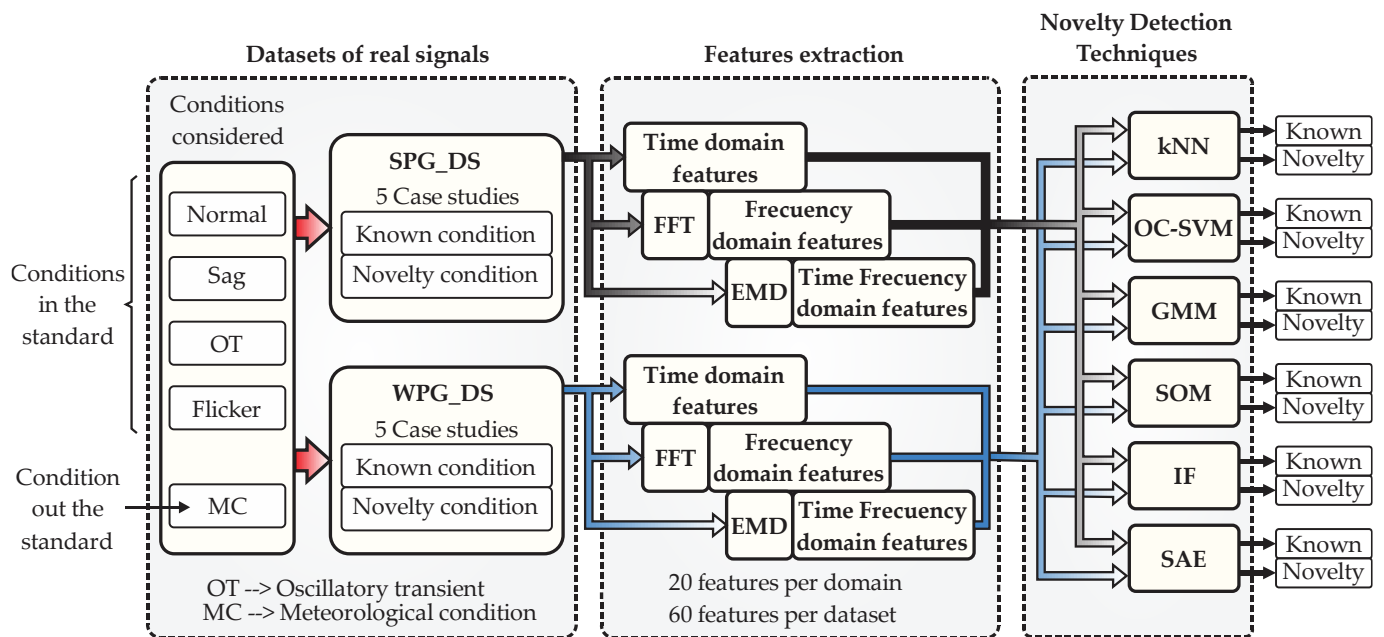 Datasets of real signals
Features extraction
Novelty Detection
Techniques
Conditions
considered
Conditions
in the
standard
Condition
out the
standard
Normal
Sag
OT
Flicker
MC
SPG_DS
5 Case studies
Known condition
Novelty condition
WPG_DS
5 Case studies
Known condition
Novelty condition
OT --> Oscillatory transient
MC --> Meteorological condition
Time domain
features
FFT
Frecuency
domain features
EMD
Time Frecuency
domain features
Time domain
features
FFT
Frecuency
domain features
EMD
Time Frecuency
domain features
20 features per domain
60 features per dataset
kNN
Known
Novelty
OC-SVM
Known
Novelty
GMM
Known
Novelty
SOM
Known
Novelty
IF
Known
Novelty
SAE
Known
Novelty